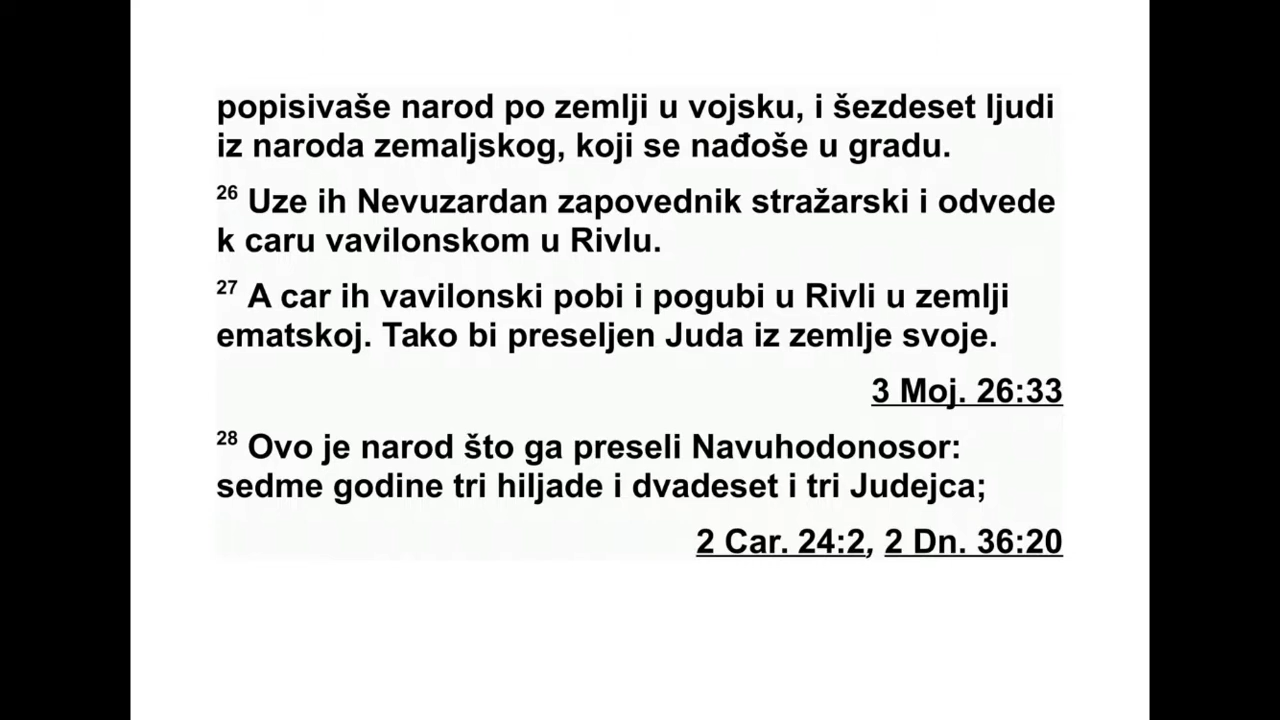 popisivaše narod po zemlji u vojsku, i šezdeset ljudi
iz naroda zemaljskog, koji se nađoše u gradu.
26 Uze ih Nevuzardan zapovednik stražarski i odvede
k caru vavilonskom u Rivlu.
27 A car ih vavilonski pobi i pogubi u Rivli u zemlji
ematskoj. Tako bi preseljen Juda iz zemlje svoje.
3 Moj. 26:33
28 Ovo je narod što ga preseli Navuhodonosor:
sedme godine tri hiljade i dvadeset i tri Judejca;
2 Car. 24:2, 2 Dn. 36:20